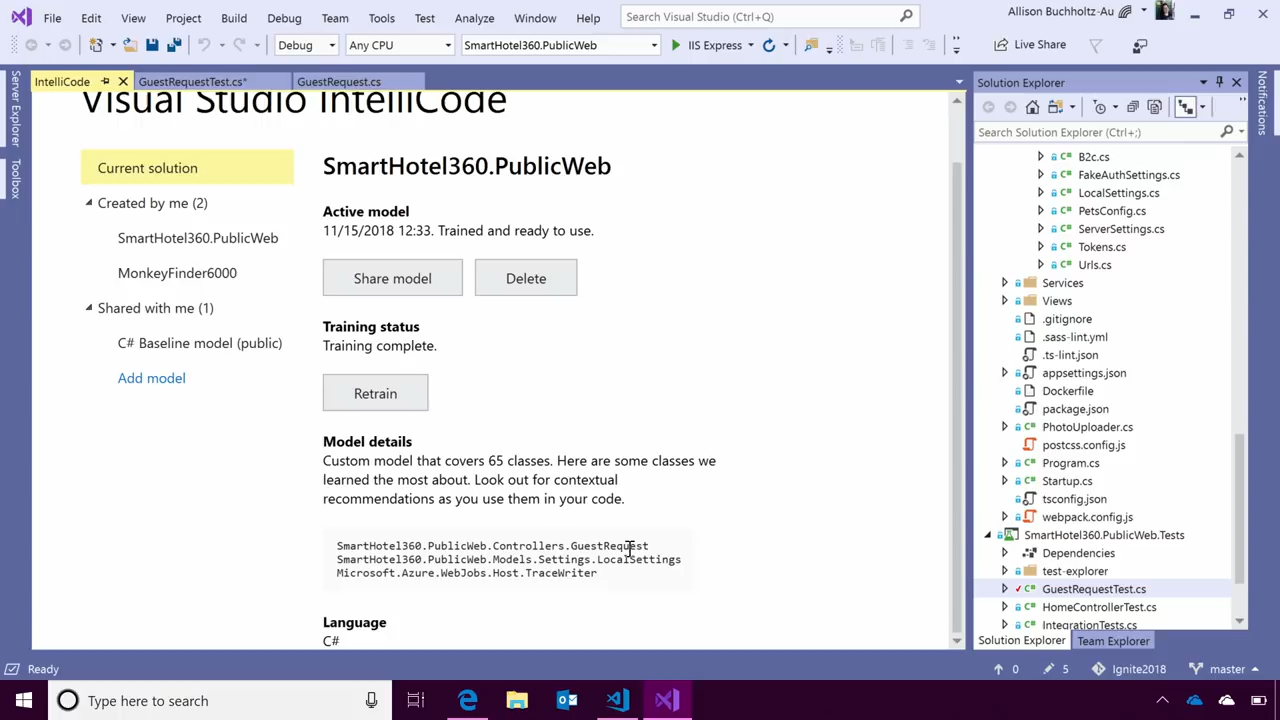 File Edit View Project Build Debug Team Tools Test Analyze Window Help Search Visual Studio (Ctrl+Q) Allison Buchholtz-Au
Debug Any CPU SmartHotel360.PublicWeb IIS Express Live Share
Server Explorer
Toolbox
IntelliCode GuestRequestTest.cs* GuestRequest.cs
Visual Studio IntelliCode
Current solution
Created by me (2)
SmartHotel360.PublicWeb
MonkeyFinder6000
Shared with me (1)
C# Baseline model (public)
Add model
SmartHotel360.PublicWeb
Active model
11/15/2018 12:33. Trained and ready to use.
Share model Delete
Training status
Training complete.
Retrain
Model details
Custom model that covers 65 classes. Here are some classes we
learned the most about. Look out for contextual
recommendations as you use them in your code.
SmartHotel360.PublicWeb.Controllers.GuestRequest
SmartHotel360.PublicWeb.Models.Settings.LocalSettings
Microsoft.Azure.WebJobs.Host.TraceWriter
Language
C#
Solution Explorer
Search Solution Explorer (Ctrl+;)
C# B2c.cs
C# FakeAuthSettings.cs
C# LocalSettings.cs
C# PetsConfig.cs
C# ServerSettings.cs
C# Tokens.cs
C# Urls.cs
Services
Views
.gitignore
.sass-lint.yml
.ts-lint.json
appsettings.json
Dockerfile
package.json
C# PhotoUploader.cs
postcss.config.js
C# Program.cs
C# Startup.cs
tsconfig.json
webpack.config.js
SmartHotel360.PublicWeb.Tests
Dependencies
test-explorer
C# GuestRequestTest.cs
C# HomeControllerTest.cs
C# IntegrationTests.cs
Solution Explorer Team Explorer
Notifications
Ready 0 5 Ignite2018 master
Type here to search